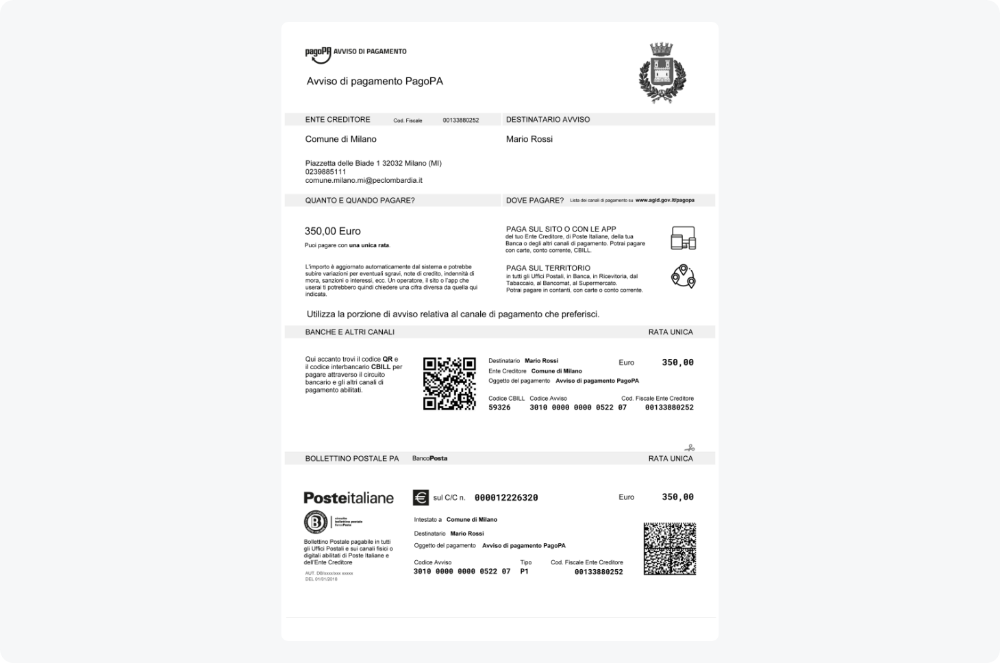 pagoPA AVVISO DI PAGAMENTO
Avviso di pagamento PagoPA
ENTE CREDITORE Cod. Fiscale 00133880252
Comune di Milano
Piazzetta delle Biade 1 32032 Milano (MI)
0239885111
comune.milano.mi@peclombardia.it
DESTINATARIO AVVISO
Mario Rossi
QUANTO E QUANDO PAGARE?
350,00 Euro
Puoi pagare con una unica rata.
L'importo è aggiornato automaticamente dal sistema e potrebbe
subire variazioni per eventuali sgravi, note di credito, indennità di
mora, sanzioni o interessi, ecc. Un operatore, il sito o l'app che
userai ti potrebbero quindi chiedere una cifra diversa da quella qui
indicata.
DOVE PAGARE? Lista dei canali di pagamento su www.agid.gov.it/pagopa
PAGA SUL SITO O CON LE APP
del tuo Ente Creditore, di Poste Italiane, della tua
Banca o degli altri canali di pagamento. Potrai pagare
con carte, conto corrente, CBILL.
PAGA SUL TERRITORIO
in tutti gli Uffici Postali, in Banca, in Ricevitoria, dal
Tabaccaio, al Bancomat, al Supermercato.
Potrai pagare in contanti, con carte o conto corrente.
Utilizza la porzione di avviso relativa al canale di pagamento che preferisci.
BANCHE E ALTRI CANALI RATA UNICA
Qui accanto trovi il codice QR e
il codice interbancario CBILL per
pagare attraverso il circuito
bancario e gli altri canali di
pagamento abilitati.
Destinatario Mario Rossi Euro 350,00
Ente Creditore Comune di Milano
Oggetto del pagamento Avviso di pagamento PagoPA
Codice CBILL Codice Avviso Cod. Fiscale Ente Creditore
59326 3010 0000 0000 0522 07 00133880252
BOLLETTINO POSTALE PA BancoPosta RATA UNICA
Posteitaliane
circuito
bollettino postale
BancoPosta
Bollettino Postale pagabile in tutti
gli Uffici Postali e sui canali fisici o
digitali abilitati di Poste Italiane e
dell'Ente Creditore
AUT. DB/xxxx/xxx xxxxx
DEL 01/01/2018
€ sul C/C n. 000012226320 Euro 350,00
Intestato a Comune di Milano
Destinatario Mario Rossi
Oggetto del pagamento Avviso di pagamento PagoPA
Codice Avviso Tipo Cod. Fiscale Ente Creditore
3010 0000 0000 0522 07 P1 00133880252